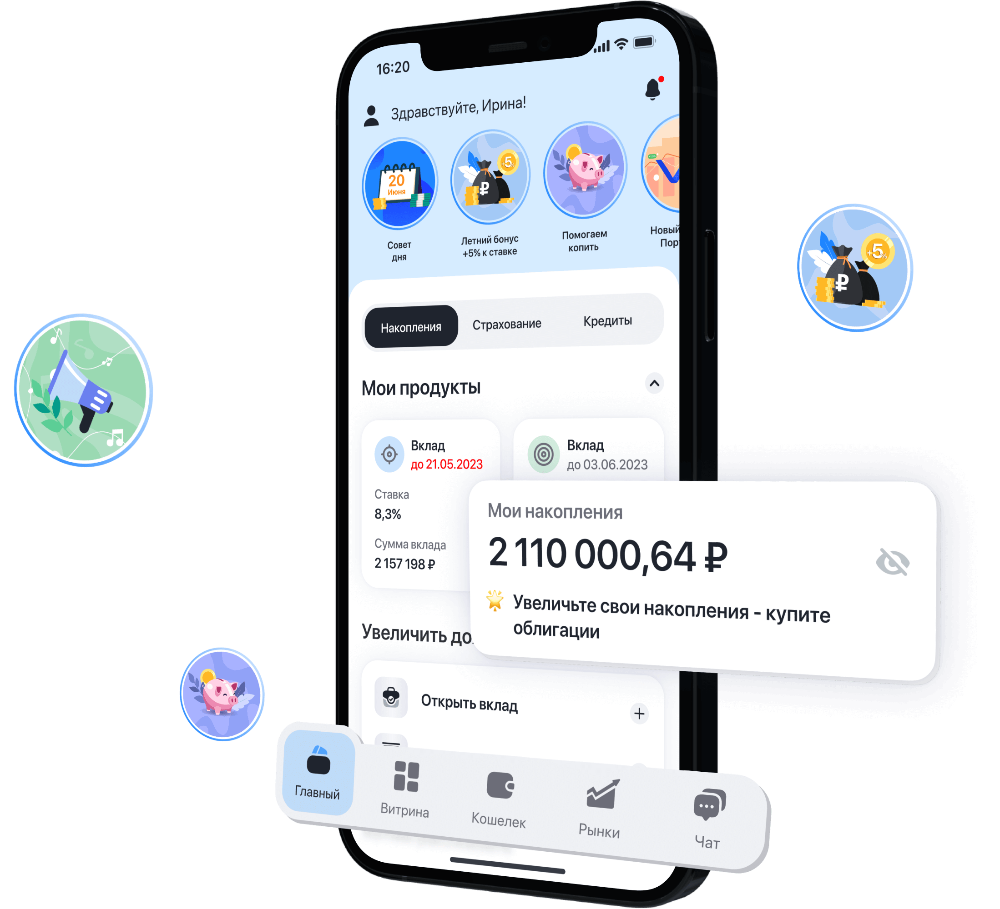 16:20
Здравствуйте, Ирина!
20
Июня
+5%
₽
Совет
дня
Летний бонус
+5% к ставке
Помогаем
копить
Новый
+5%
₽
Накопления
Страхование
Кредиты
Мои продукты
Вклад
до 21.05.2023
Ставка
8,3%
Сумма вклада
2 157 198 ₽
Вклад
до 03.06.2023
Мои накопления
2 110 000,64 ₽
Увеличьте свои накопления - купите
облигации
Увеличить
Открыть вклад
Главный
Витрина
Кошелек
Рынки
Чат